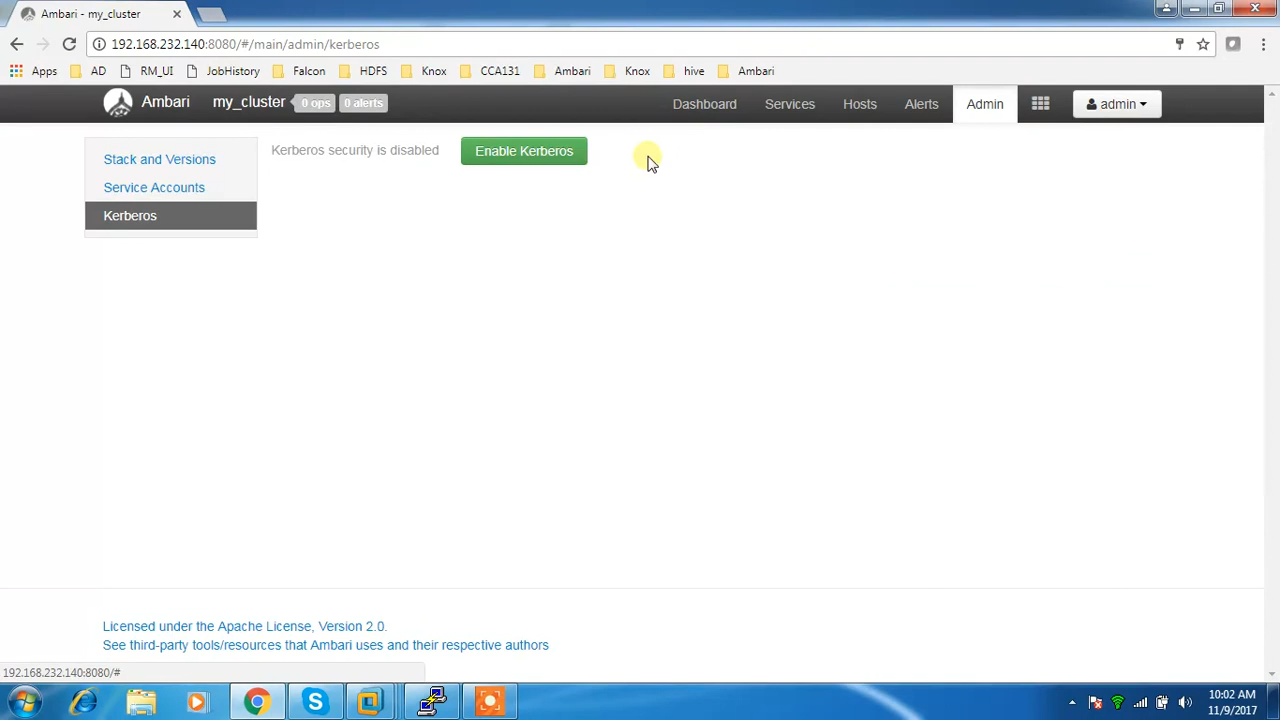 Ambari - my_cluster
192.168.232.140:8080/#/main/admin/kerberos
Apps AD RM_UI JobHistory Falcon HDFS Knox CCA131 Ambari Knox hive Ambari
Ambari my_cluster 0 ops 0 alerts Dashboard Services Hosts Alerts Admin admin
Stack and Versions
Service Accounts
Kerberos
Kerberos security is disabled Enable Kerberos
Licensed under the Apache License, Version 2.0.
See third-party tools/resources that Ambari uses and their respective authors
192.168.232.140:8080/#
10:02 AM
11/9/2017